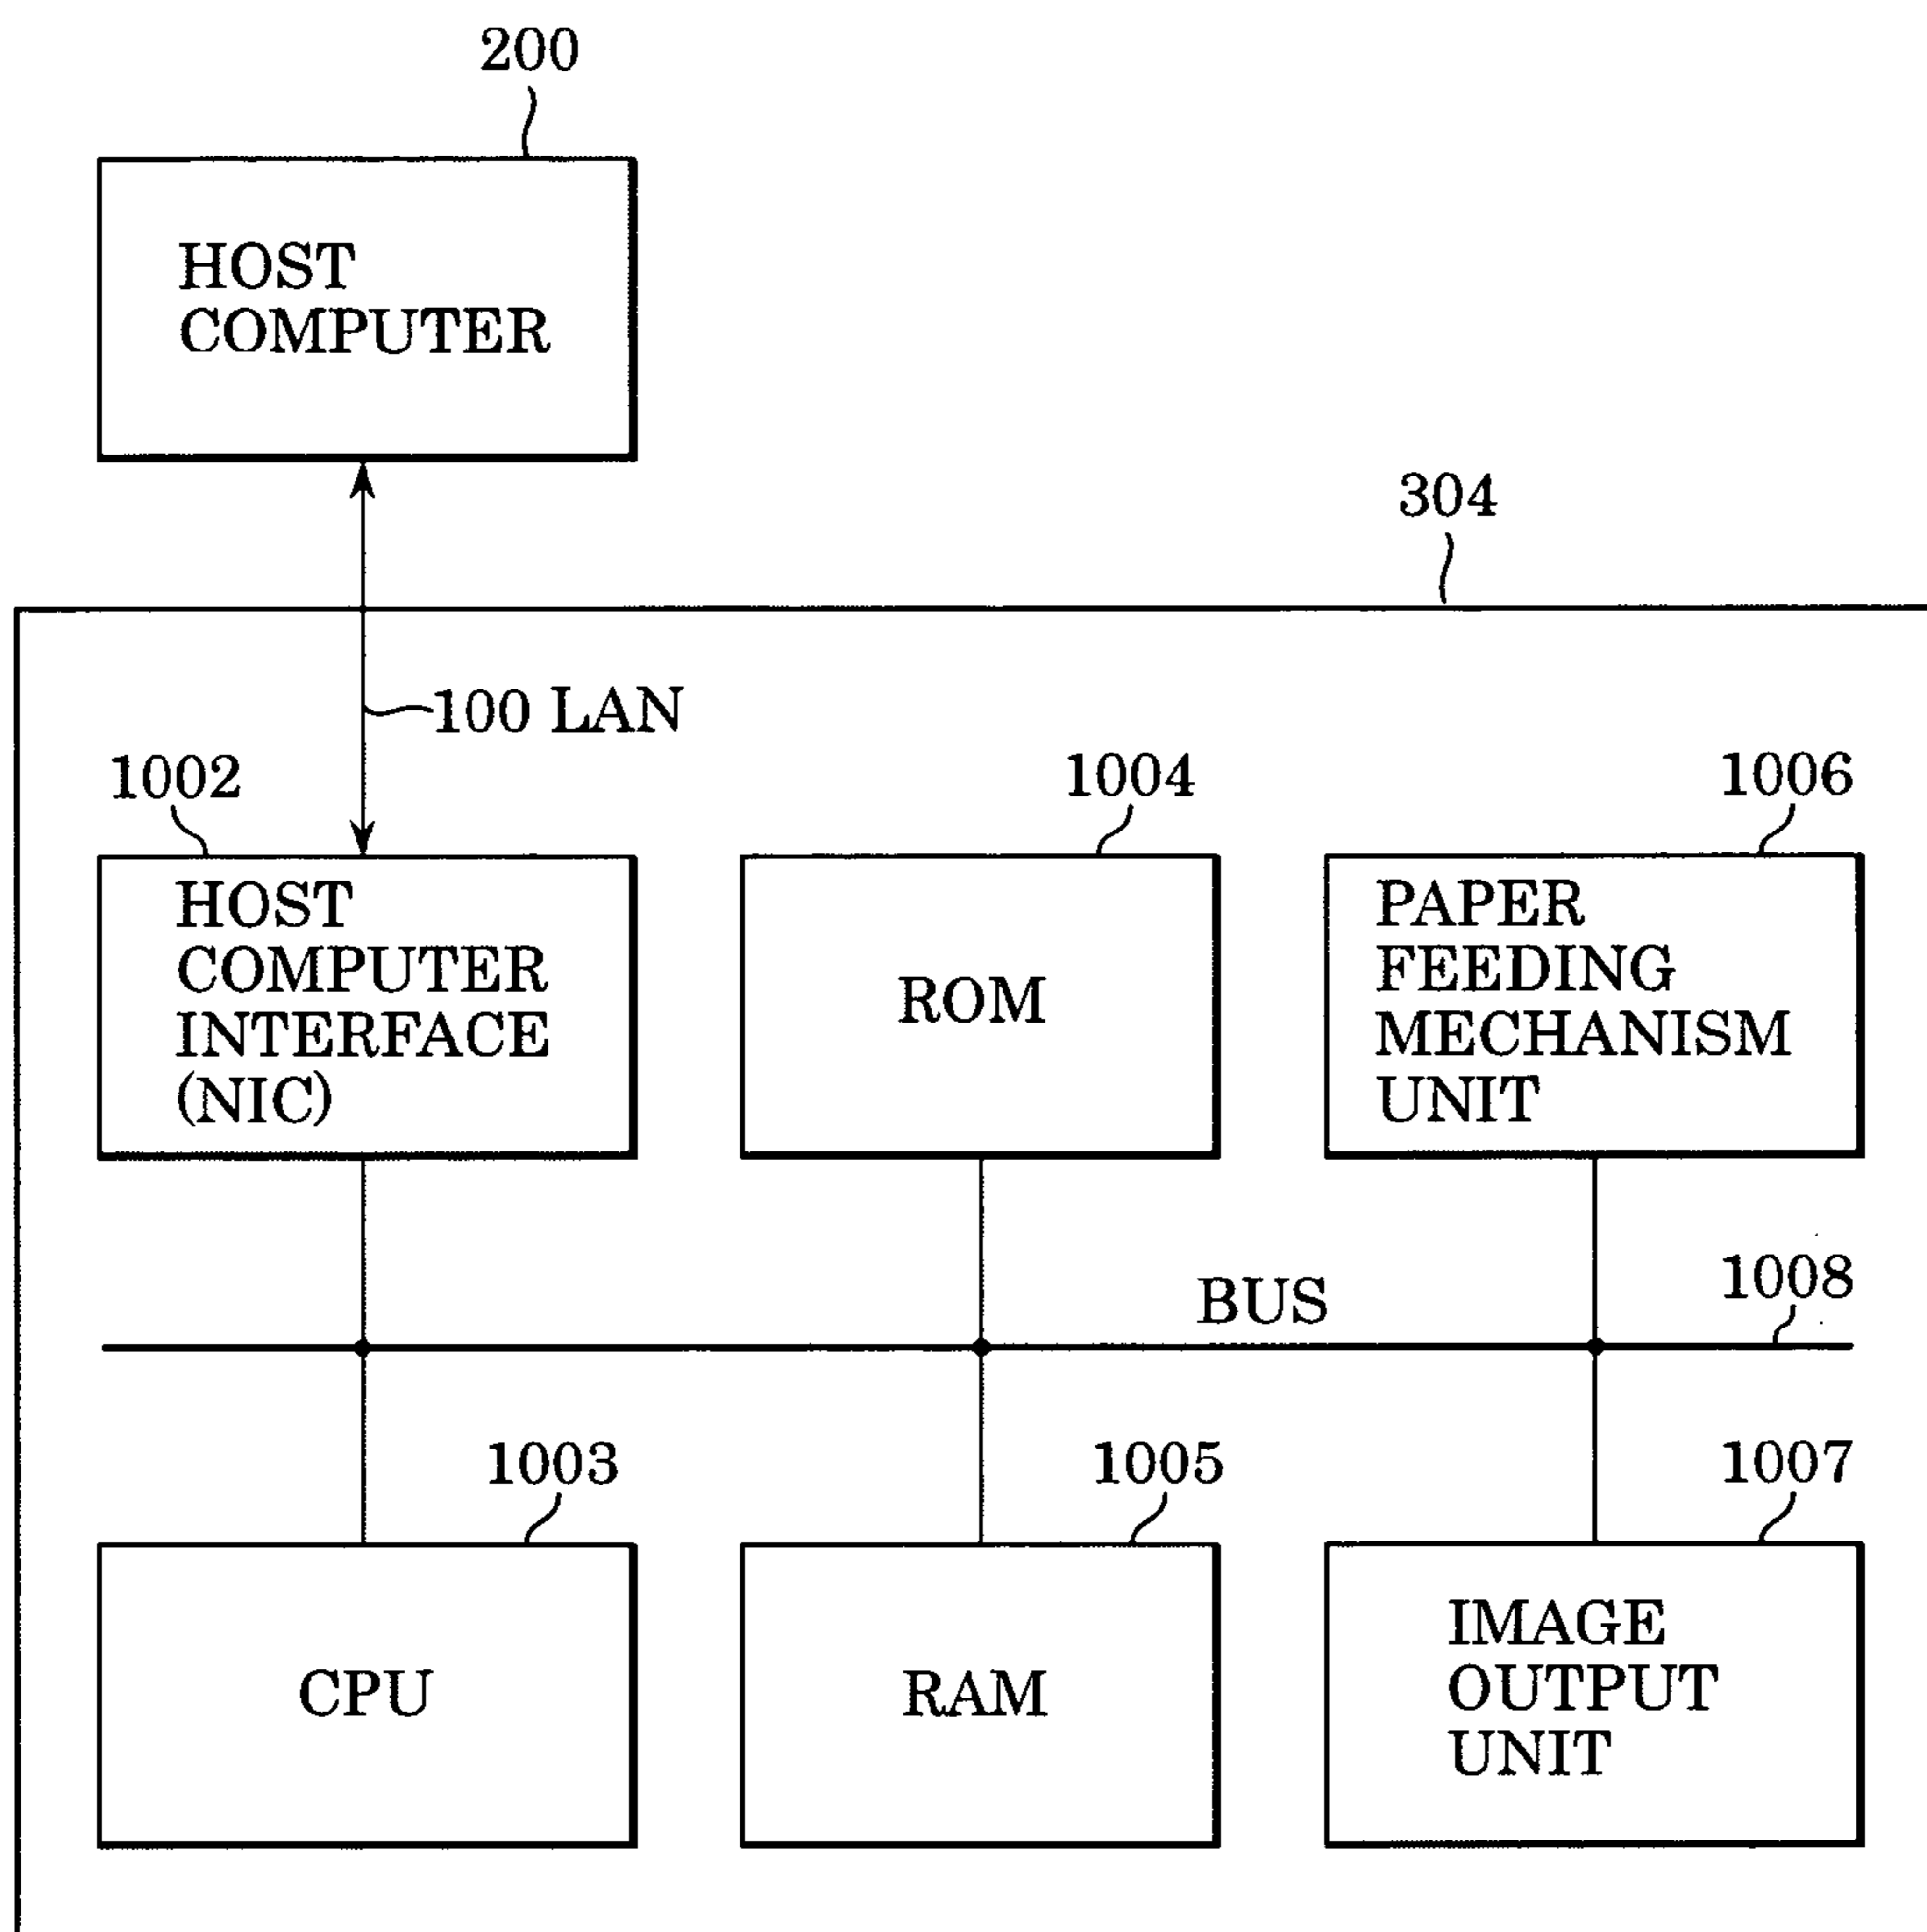 200
HOST
COMPUTER
304
100 LAN
1002
1004
1006
HOST
COMPUTER
INTERFACE
(NIC)
ROM
PAPER
FEEDING
MECHANISM
UNIT
BUS
1008
1003
1005
1007
CPU
RAM
IMAGE
OUTPUT
UNIT